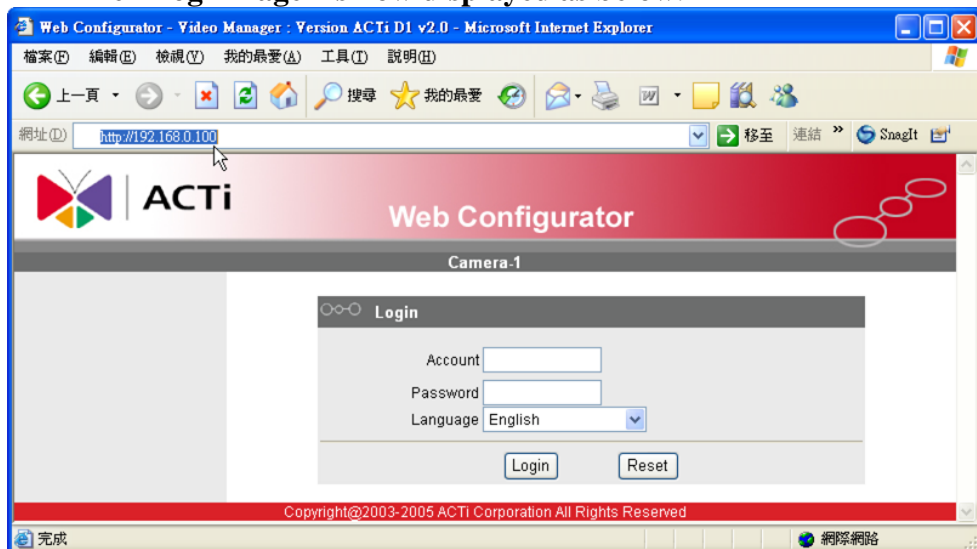 Web Configurator - Video Manager : Version ACTi D1 v2.0 - Microsoft Internet Explorer
檔案(F) 編輯(E) 檢視(V) 我的最愛(A) 工具(T) 說明(H)
上一頁 搜尋 我的最愛
網址(D) http://192.168.0.100 移至 連結 » SnagIt
ACTi
Web Configurator
Camera-1
Login
Account
Password
Language English
Login Reset
Copyright@2003-2005 ACTi Corporation All Rights Reserved
完成 網際網路